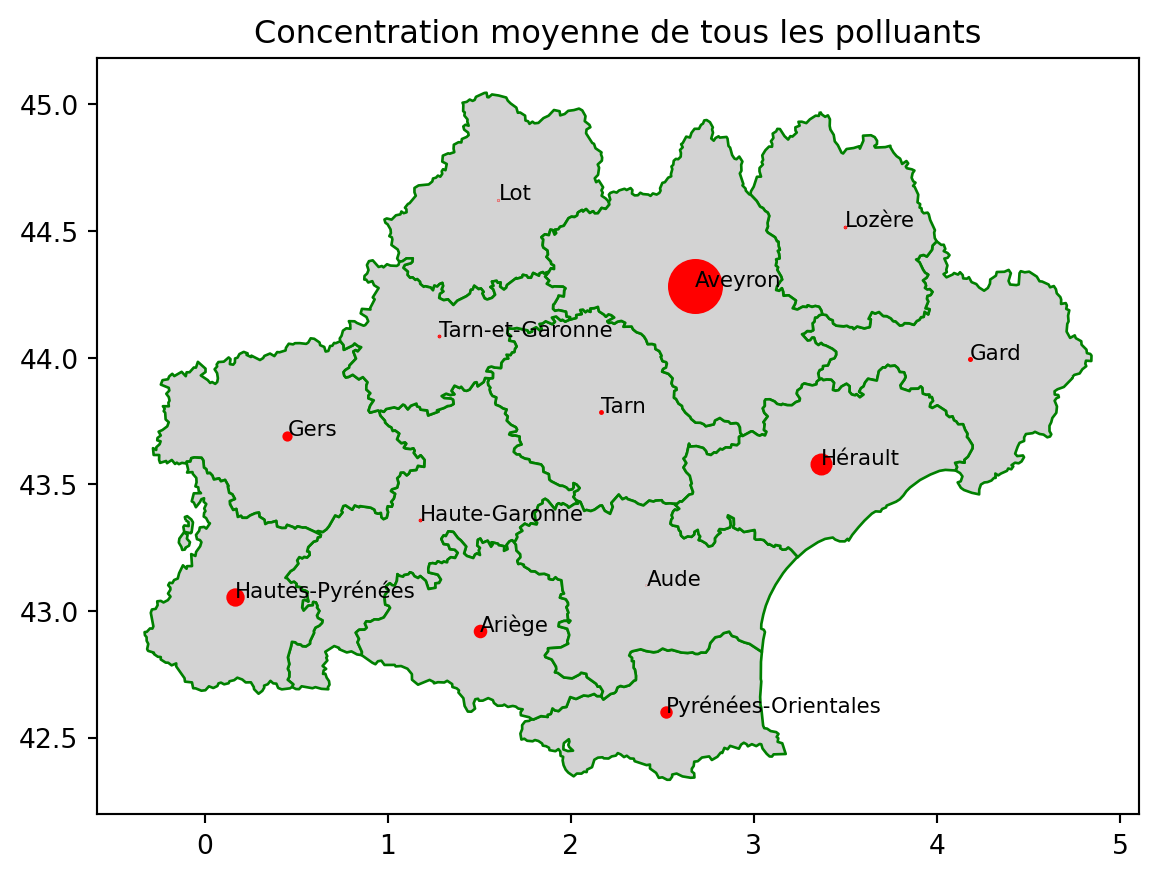 Concentration moyenne de tous les polluants
45.0
44.5
44.0
43.5
43.0
42.5
Lot
Lozère
Aveyron
Tarn-et-Garonne
Gard
Tarn
Gers
Hérault
Haute-Garonne
Aude
Hautes-Pyrénées
Ariège
Pyrénées-Orientales
0 1 2 3 4 5